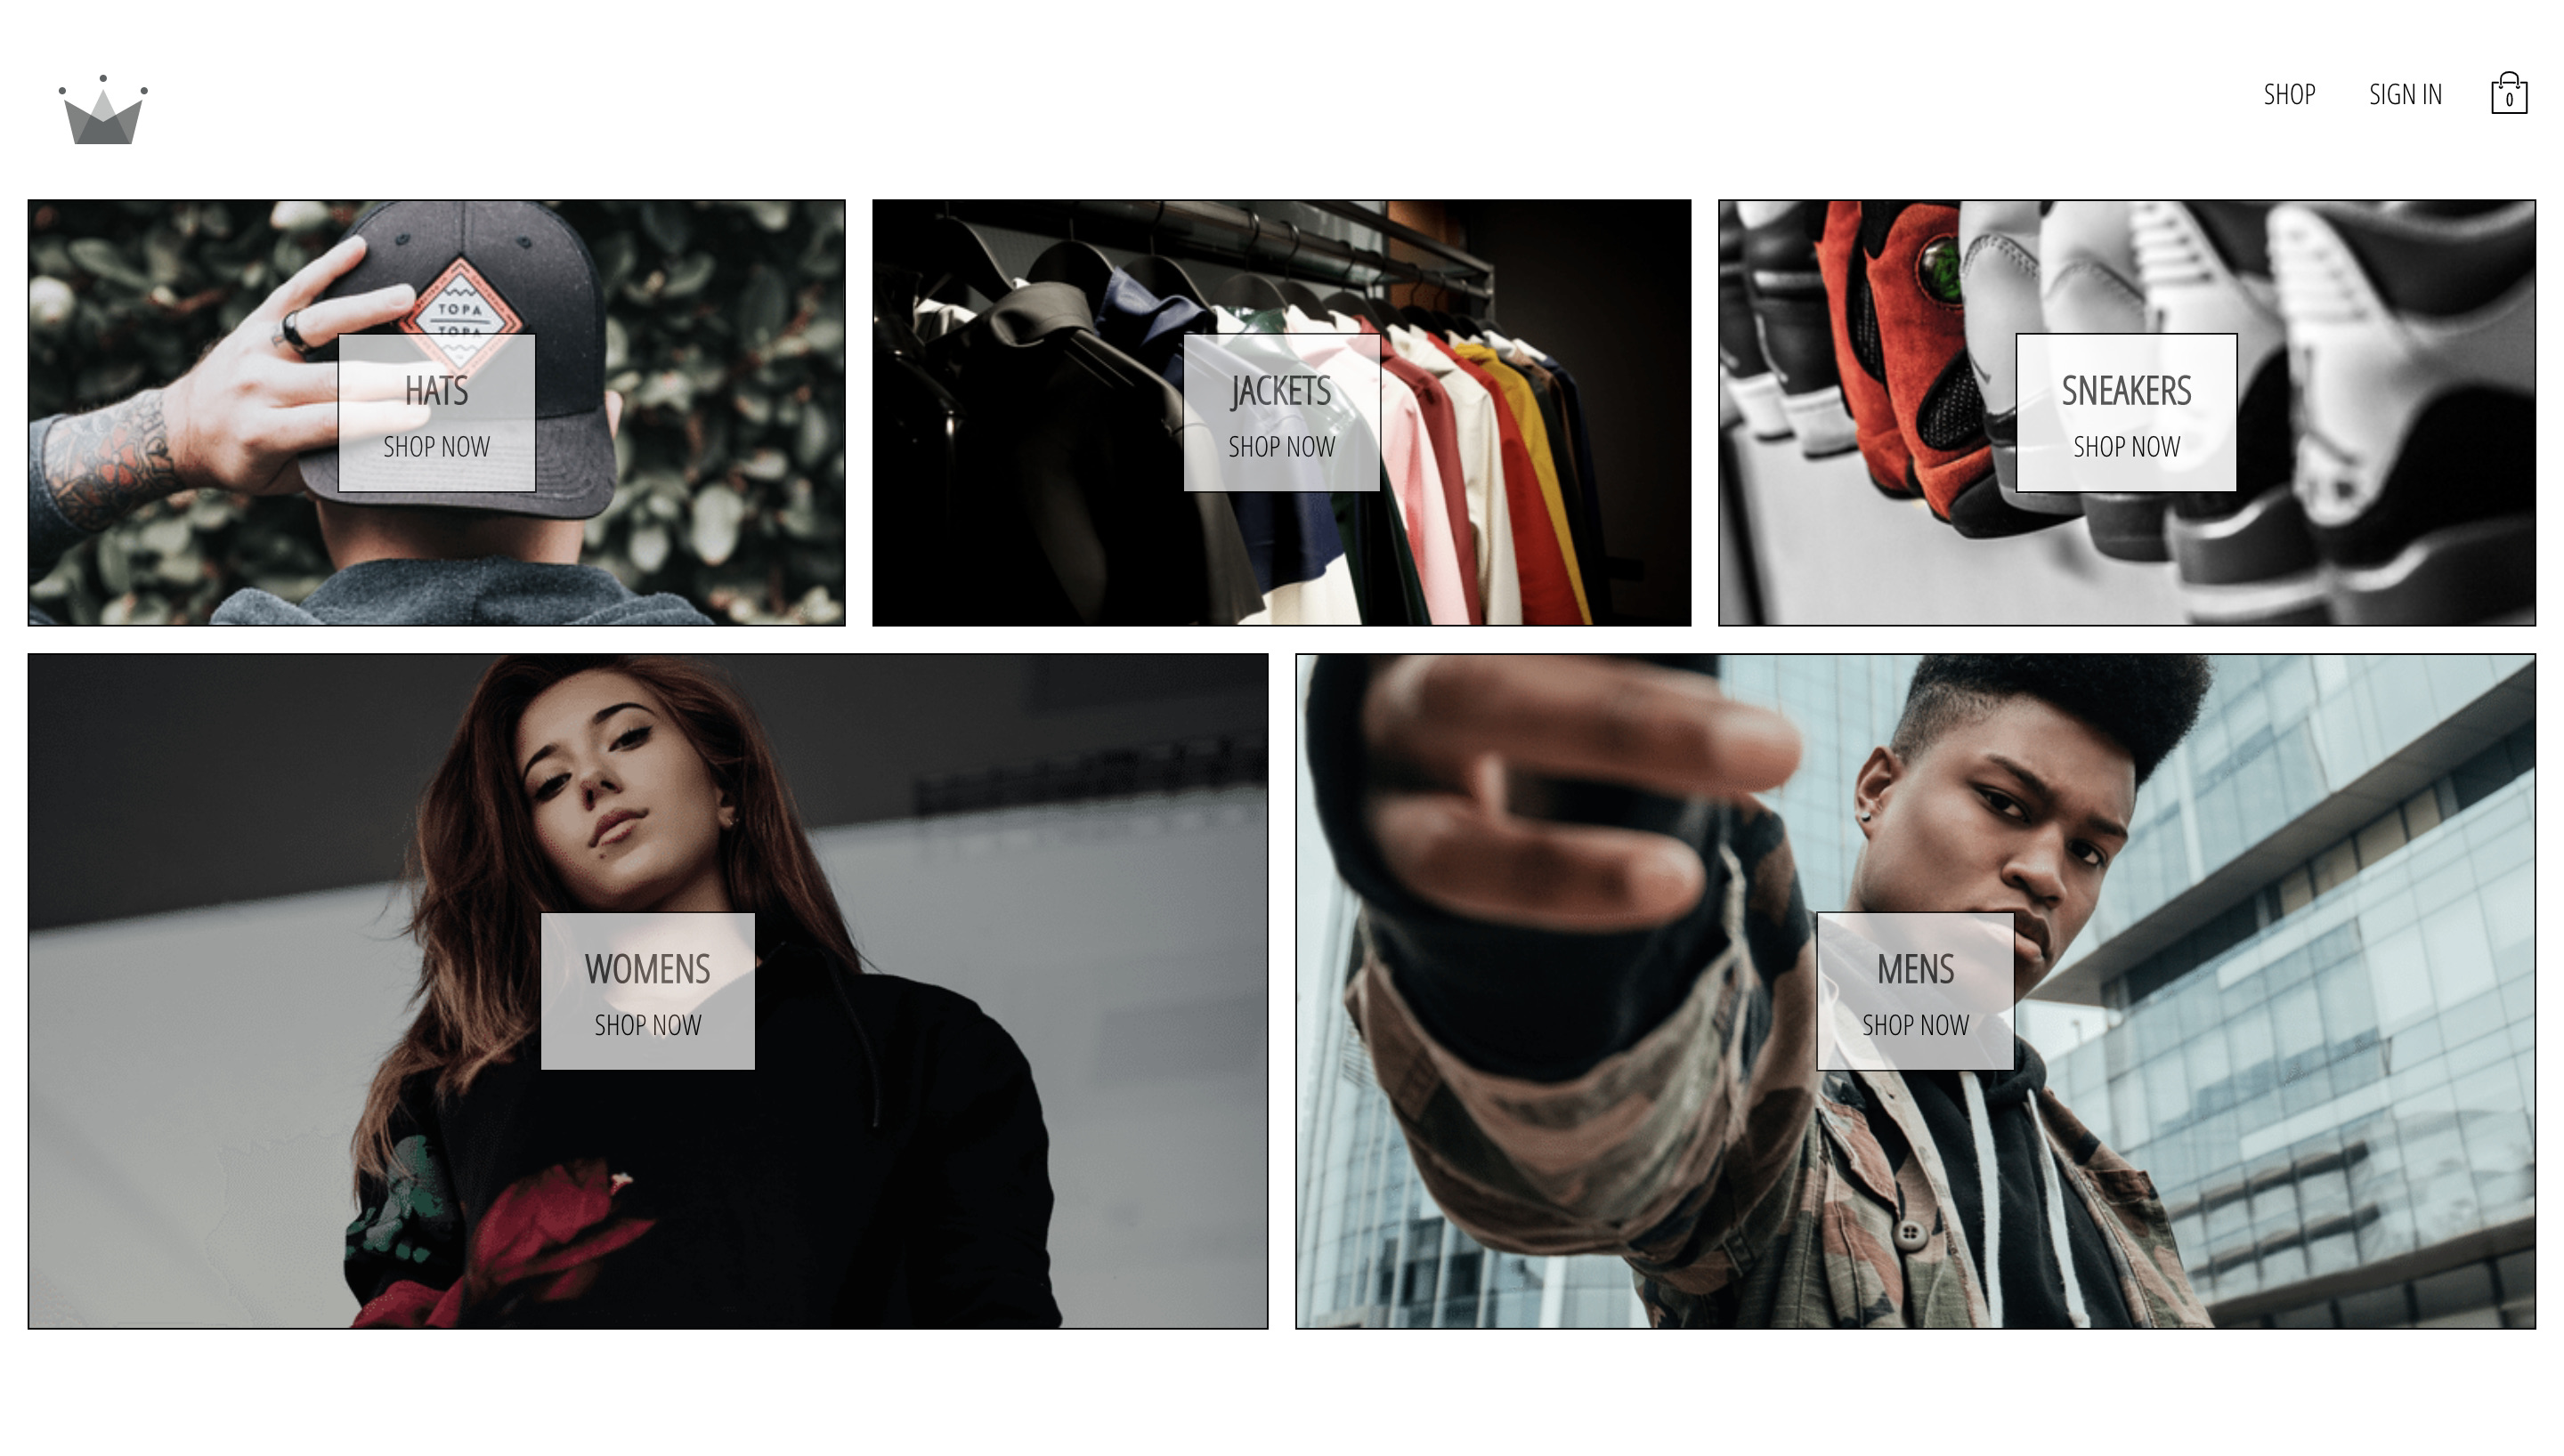 SHOP
SIGN IN
0
TOPA
TOPA
HATS
SHOP NOW
JACKETS
SHOP NOW
SNEAKERS
SHOP NOW
WOMENS
SHOP NOW
MENS
SHOP NOW